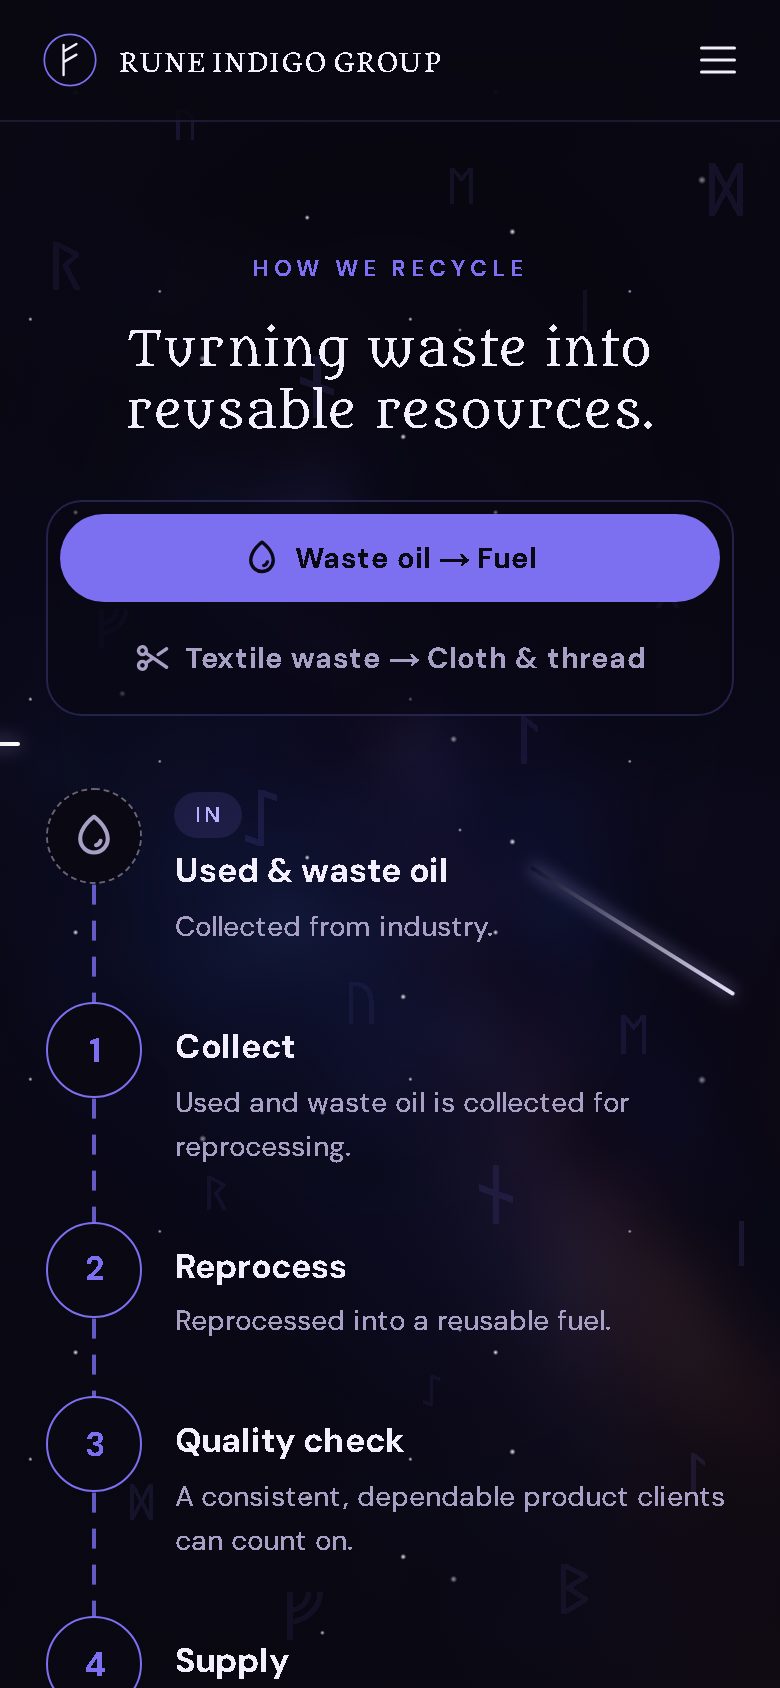 RUNE INDIGO GROUP
HOW WE RECYCLE
Turning waste into
reusable resources.
Waste oil → Fuel
Textile waste → Cloth & thread
IN
Used & waste oil
Collected from industry.
1
Collect
Used and waste oil is collected for
reprocessing.
2
Reprocess
Reprocessed into a reusable fuel.
3
Quality check
A consistent, dependable product clients
can count on.
4
Supply